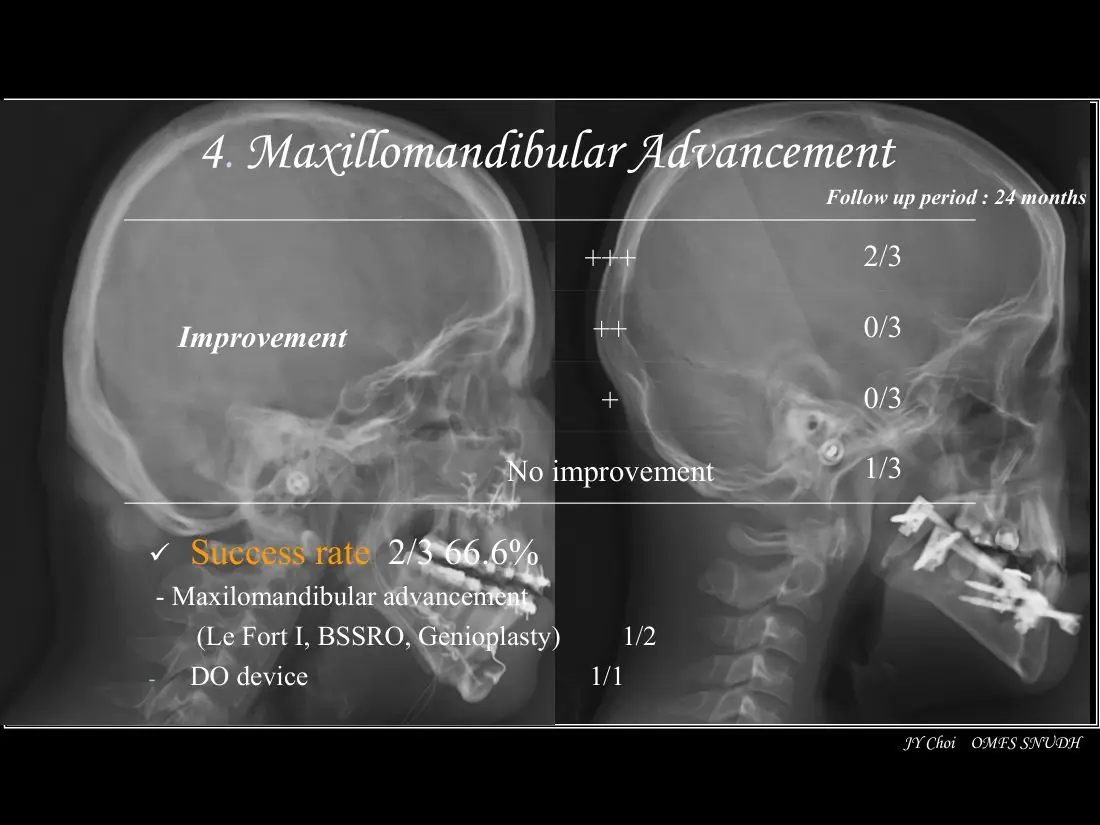 4. Maxillomandibular Advancement
Follow up period : 24 months
Improvement
+++ 2/3
++ 0/3
+ 0/3
No improvement 1/3
✓ Success rate 2/3 66.6%
- Maxilomandibular advancement
(Le Fort I, BSSRO, Genioplasty) 1/2
- DO device 1/1
JY Choi OMFS SNUDH